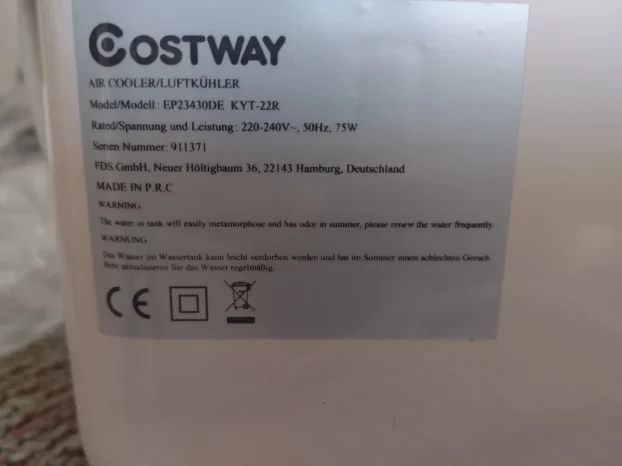 COSTWAY
AIR COOLER/LUFTKÜHLER
Model/Modell: EP23430DE KYT-22R
Rated/Spannung und Leistung: 220-240V~, 50Hz, 75W
Serien Nummer: 911371
FDS GmbH, Neuer Höltigbaum 36, 22143 Hamburg, Deutschland
MADE IN P.R.C
WARNING
The water in tank will easily metamorphose and has odor in summer, please renew the water frequently
WARNUNG
Das Wasser im Wassertank kann leicht verdorben werden und hat im Sommer einen schlechten Geruch.
Bitte aktualisieren Sie das Wasser regelmäßig.
CE